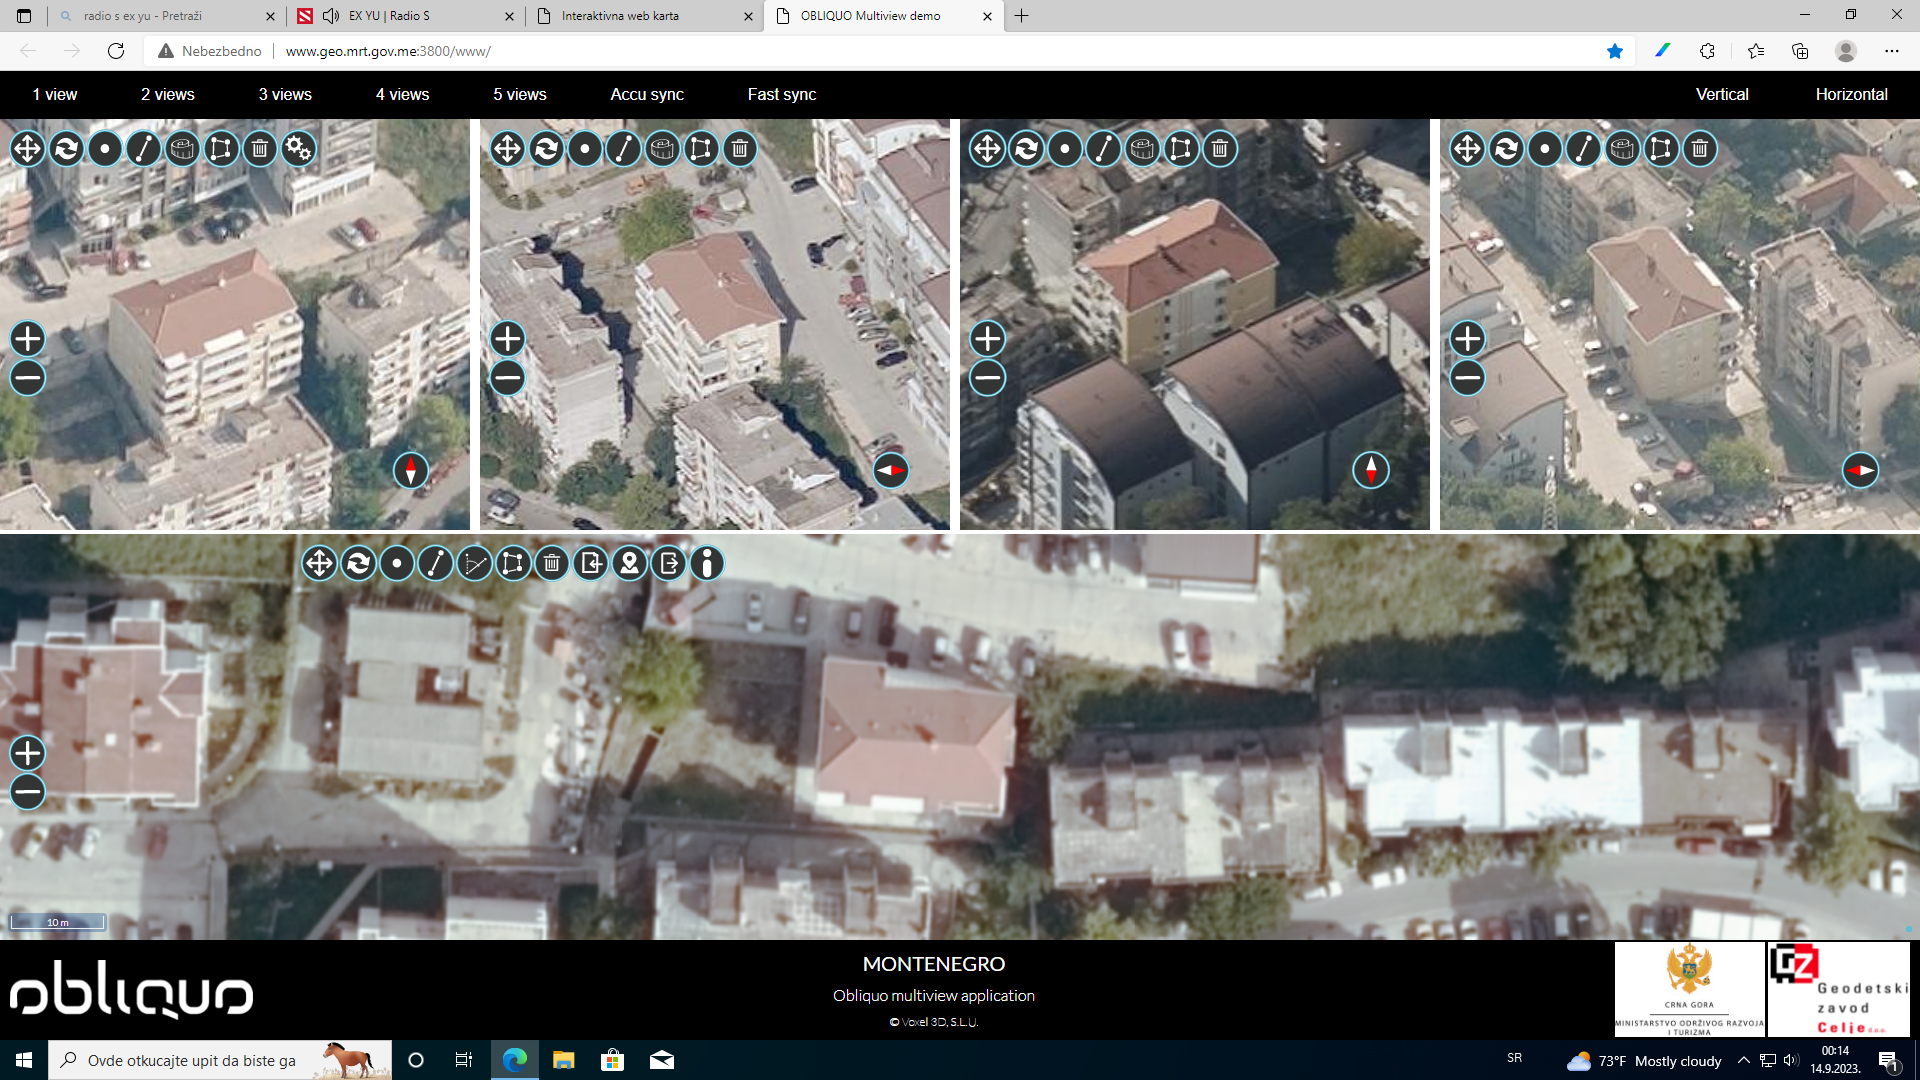 radio s ex yu - Pretraži
EX YU | Radio S
Interaktivna web karta
OBLIQUO Multiview demo
Nebezbedno
www.geo.mrt.gov.me:3800/www/
1 view
2 views
3 views
4 views
5 views
Accu sync
Fast sync
Vertical
Horizontal
10 m
obliquo
MONTENEGRO
Obliquo multiview application
© Voxel 3D, S.L.U.
CRNA GORA
MINISTARSTVO ODRŽIVOG RAZVOJA
I TURIZMA
GZ
Geodetski
zavod
Celje d.o.o.
Ovde otkucajte upit da biste ga
SR
73°F Mostly cloudy
00:14
14.9.2023.
1